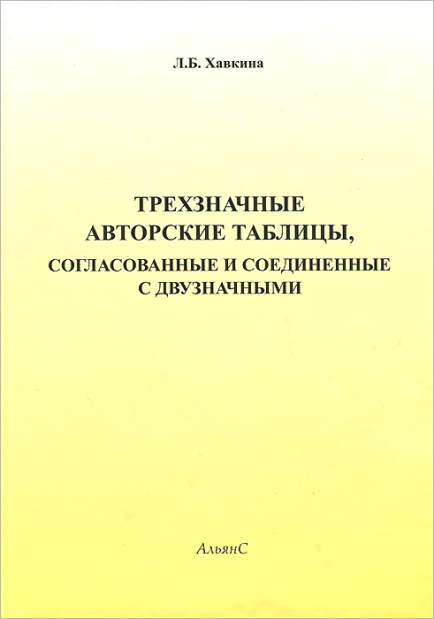 Л.Б. Хавкина
ТРЕХЗНАЧНЫЕ
АВТОРСКИЕ ТАБЛИЦЫ,
СОГЛАСОВАННЫЕ И СОЕДИНЕННЫЕ
С ДВУЗНАЧНЫМИ
АльянС